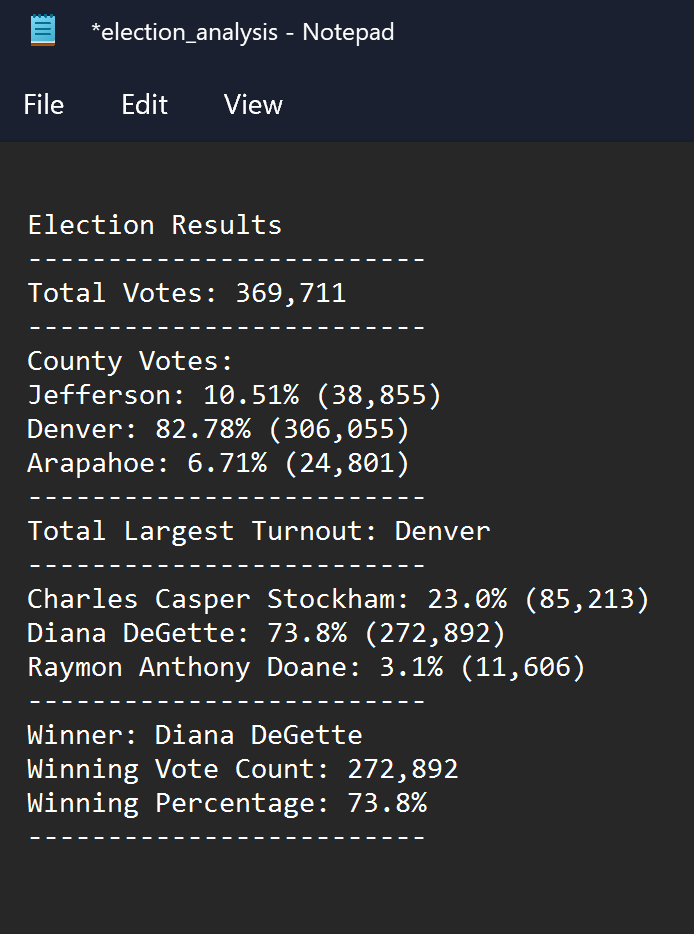 *election_analysis - Notepad
File Edit View
Election Results
-------------------------
Total Votes: 369,711
-------------------------
County Votes:
Jefferson: 10.51% (38,855)
Denver: 82.78% (306,055)
Arapahoe: 6.71% (24,801)
-------------------------
Total Largest Turnout: Denver
-------------------------
Charles Casper Stockham: 23.0% (85,213)
Diana DeGette: 73.8% (272,892)
Raymon Anthony Doane: 3.1% (11,606)
-------------------------
Winner: Diana DeGette
Winning Vote Count: 272,892
Winning Percentage: 73.8%
-------------------------